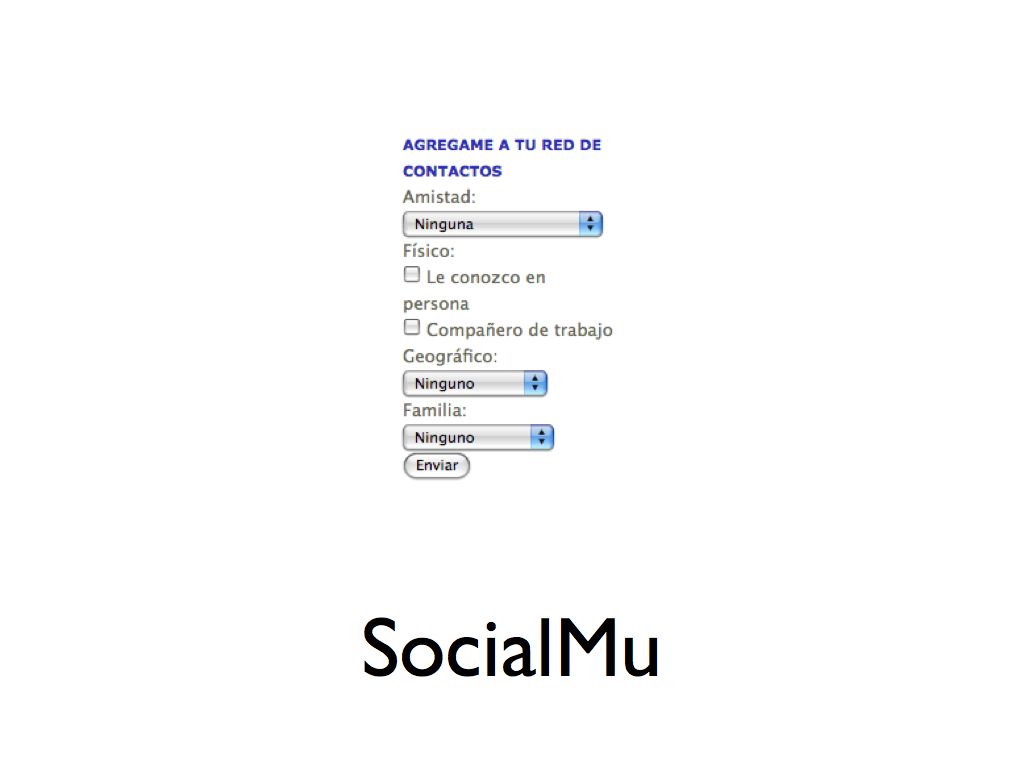 AGREGAME A TU RED DE
CONTACTOS
Amistad:
Ninguna
Físico:
Le conozco en
persona
Compañero de trabajo
Geográfico:
Ninguno
Familia:
Ninguno
Enviar
SocialMu